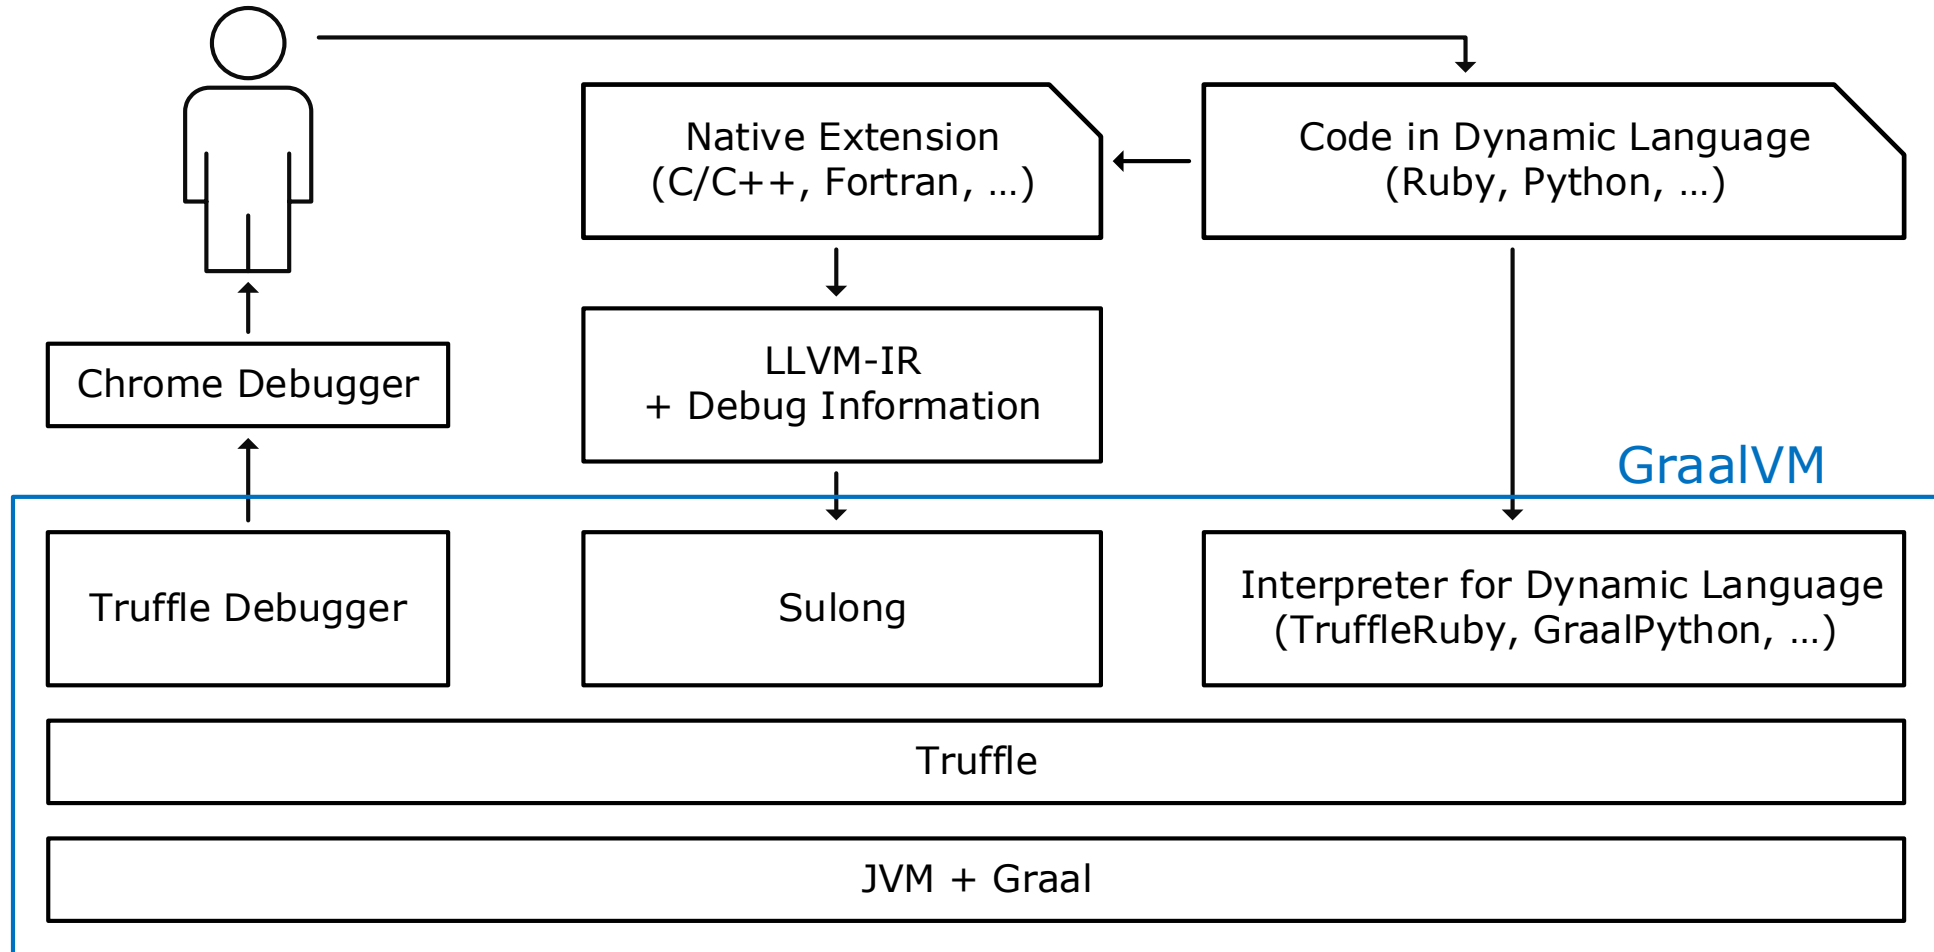 Native Extension
(C/C++, Fortran, …)
Code in Dynamic Language
(Ruby, Python, …)
Chrome Debugger
LLVM-IR
+ Debug Information
GraalVM
Truffle Debugger
Sulong
Interpreter for Dynamic Language
(TruffleRuby, GraalPython, …)
Truffle
JVM + Graal